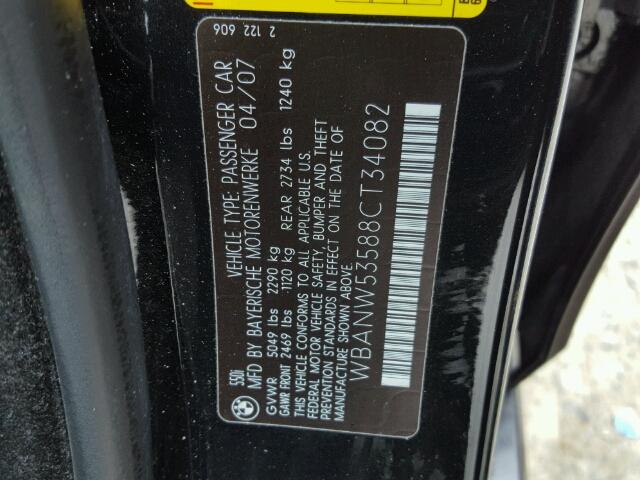 550i VEHICLE TYPE: PASSENGER CAR 2 122 606
MFD BY BAYERISCHE MOTORENWERKE 04/07
GVWR 5049 lbs 2290 kg
GAWR FRONT 2469 lbs 1120 kg REAR 2734 lbs 1240 kg
THIS VEHICLE CONFORMS TO ALL APPLICABLE U.S.
FEDERAL MOTOR VEHICLE SAFETY, BUMPER AND THEFT
PREVENTION STANDARDS IN EFFECT ON THE DATE OF
MANUFACTURE SHOWN ABOVE
WBANW53588CT34082